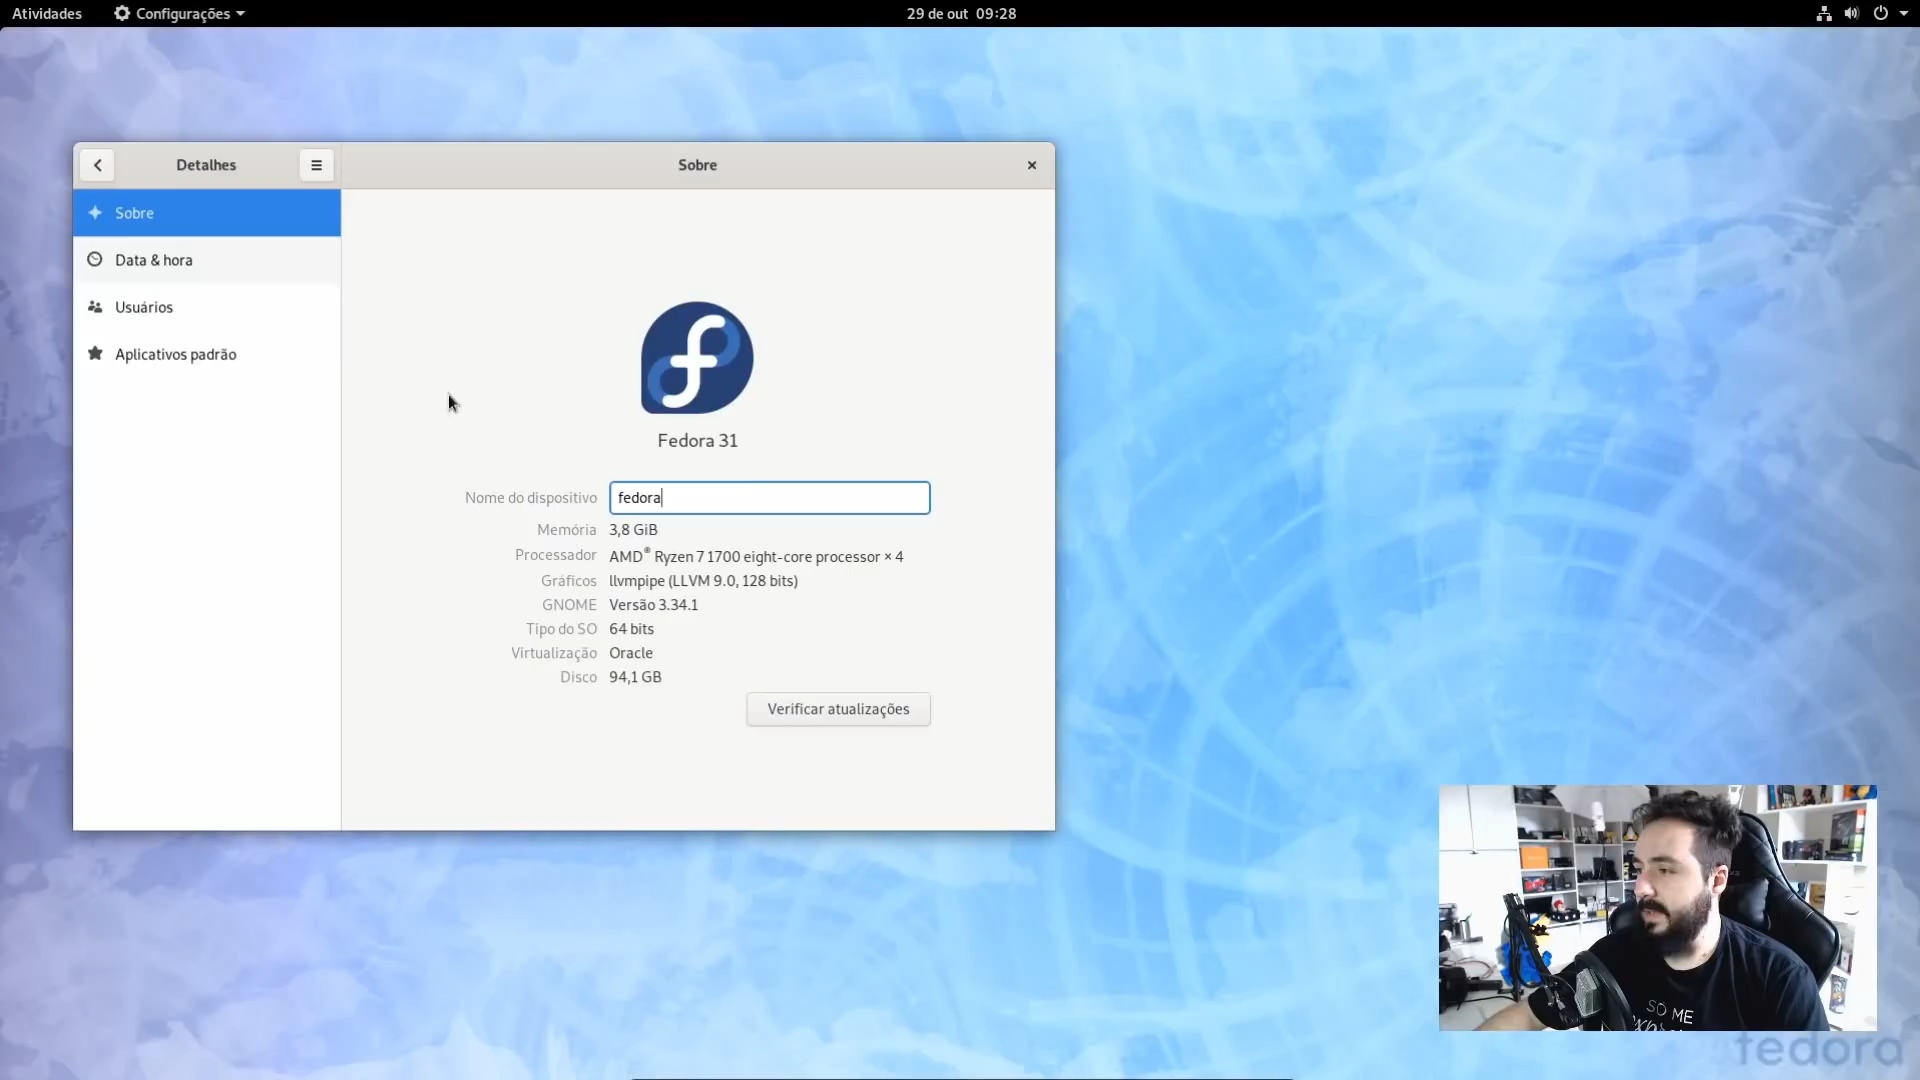 Atividades
Configurações
29 de out 09:28
Detalhes
Sobre
Sobre
Data & hora
Usuários
Aplicativos padrão
Fedora 31
Nome do dispositivo fedora
Memória 3,8 GiB
Processador AMD® Ryzen 7 1700 eight-core processor × 4
Gráficos llvmpipe (LLVM 9.0, 128 bits)
GNOME Versão 3.34.1
Tipo do SO 64 bits
Virtualização Oracle
Disco 94,1 GB
Verificar atualizações
SÓ ME
fedora